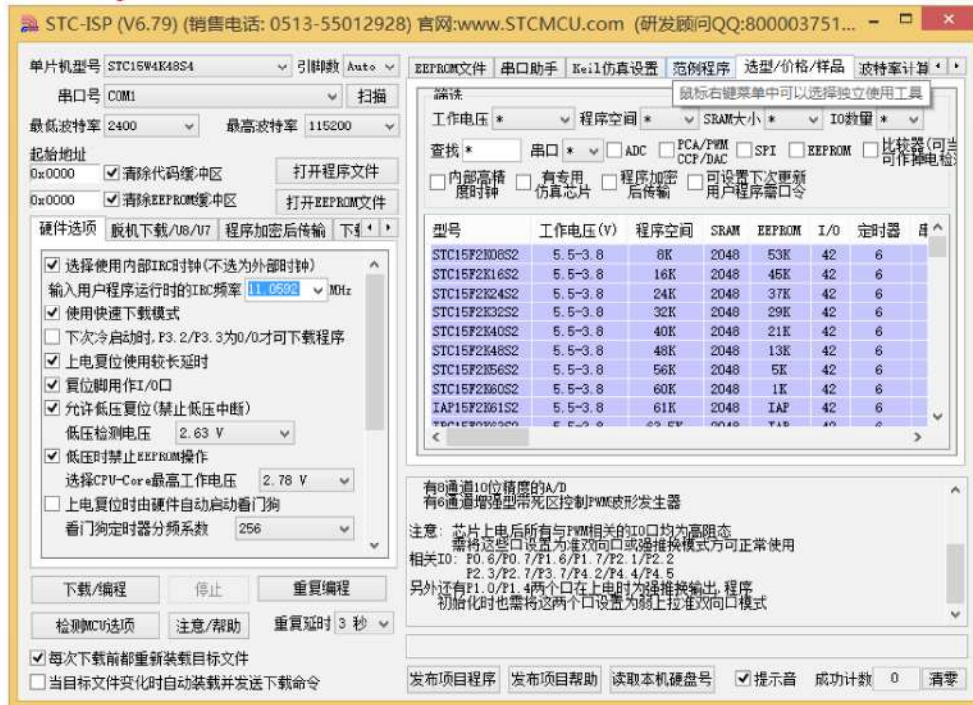 STC-ISP (V6.79) (销售电话: 0513-55012928) 官网:www.STCMCU.com (研发顾问QQ:800003751...
单片机型号 STC15W4K48S4 引脚数 Auto
串口号 COM1 扫描
最低波特率 2400 最高波特率 115200
起始地址
0x0000 清除代码缓冲区 打开程序文件
0x0000 清除EEPROM缓冲区 打开EEPROM文件
硬件选项 脱机下载/U8/U7 程序加密后传输
选择使用内部IRC时钟(不选为外部时钟)
输入用户程序运行时的IRC频率 11.0592 MHz
使用快速下载模式
下次冷启动时,P3.2/P3.3为0/0才可下载程序
上电复位使用较长延时
复位脚用作I/O口
允许低压复位(禁止低压中断)
低压检测电压 2.63 V
低压时禁止EEPROM操作
选择CPU-Core最高工作电压 2.78 V
上电复位时由硬件自动启动看门狗
看门狗定时器分频系数 256
下载/编程 停止 重复编程
检测MCU选项 注意/帮助 重复延时 3 秒
每次下载前都重新装载目标文件
当目标文件变化时自动装载并发送下载命令
EEPROM文件 串口助手 Keil仿真设置 范例程序 选型/价格/样品 波特率计算
鼠标右键菜单中可以选择独立使用工具
筛选
工作电压 * 程序空间 * SRAM大小 * IO数量 *
查找 * 串口 * ADC PCA/PWM CCP/DAC SPI EEPROM 比较器(可当 可作掉电检
内部高精度时钟 有专用仿真芯片 程序加密后传输 可设置下次更新用户程序需口令
型号 工作电压(V) 程序空间 SRAM EEPROM I/O 定时器
STC15F2K08S2 5.5-3.8 8K 2048 53K 42 6
STC15F2K16S2 5.5-3.8 16K 2048 45K 42 6
STC15F2K24S2 5.5-3.8 24K 2048 37K 42 6
STC15F2K32S2 5.5-3.8 32K 2048 29K 42 6
STC15F2K40S2 5.5-3.8 40K 2048 21K 42 6
STC15F2K48S2 5.5-3.8 48K 2048 13K 42 6
STC15F2K56S2 5.5-3.8 56K 2048 5K 42 6
STC15F2K60S2 5.5-3.8 60K 2048 1K 42 6
IAP15F2K61S2 5.5-3.8 61K 2048 IAP 42 6
有8通道10位精度的A/D
有6通道增强型带死区控制PWM波形发生器
注意: 芯片上电后所有与PWM相关的IO口均为高阻态
需将这些口设置为准双向口或强推挽模式方可正常使用
相关IO: P0.6/P0.7/P1.6/P1.7/P2.1/P2.2
P2.3/P2.7/P3.7/P4.2/P4.4/P4.5
另外还有P1.0/P1.4两个口在上电时为强推挽输出,程序
初始化时也需将这两个口设置为弱上拉准双向口模式
发布项目程序 发布项目帮助 读取本机硬盘号 提示音 成功计数 0 清零